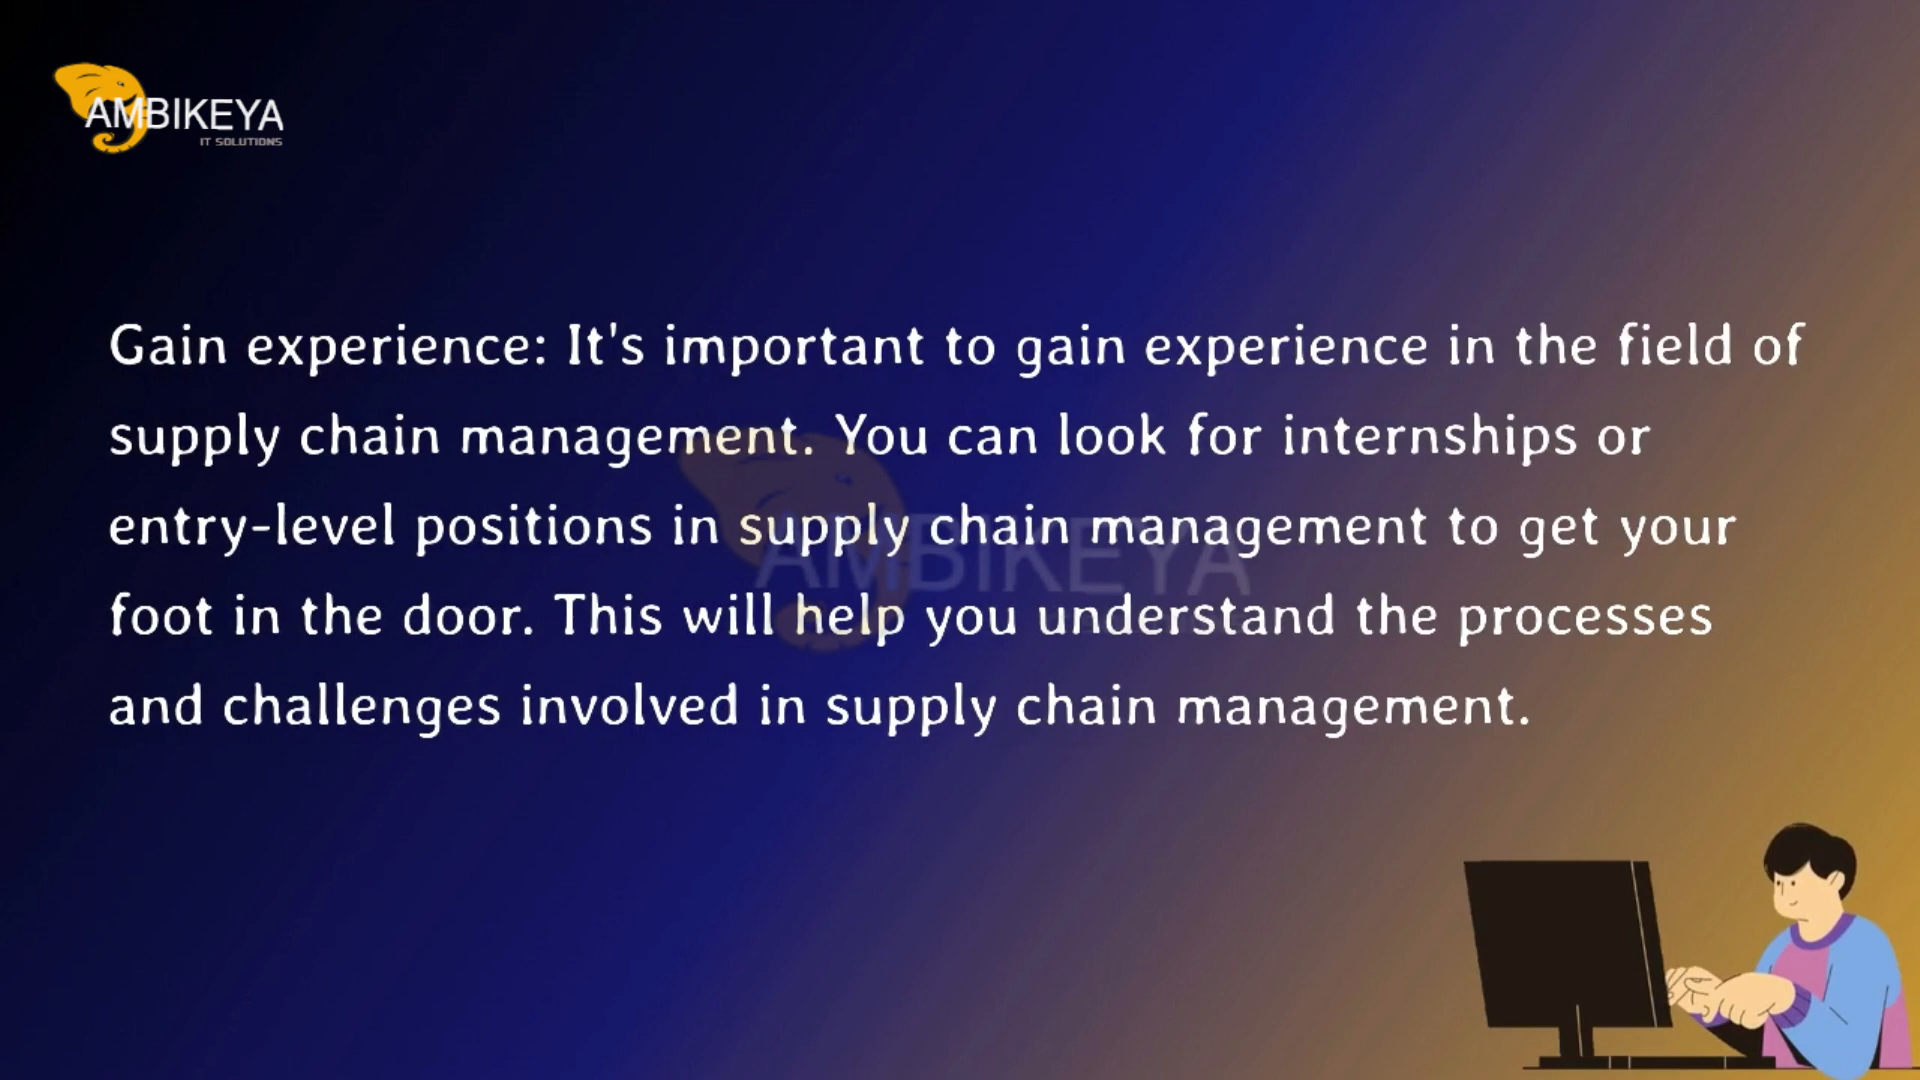 AMBIKEYA
IT SOLUTIONS
Gain experience: It's important to gain experience in the field of
supply chain management. You can look for internships or
entry-level positions in supply chain management to get your
foot in the door. This will help you understand the processes
and challenges involved in supply chain management.
AMBIKEYA